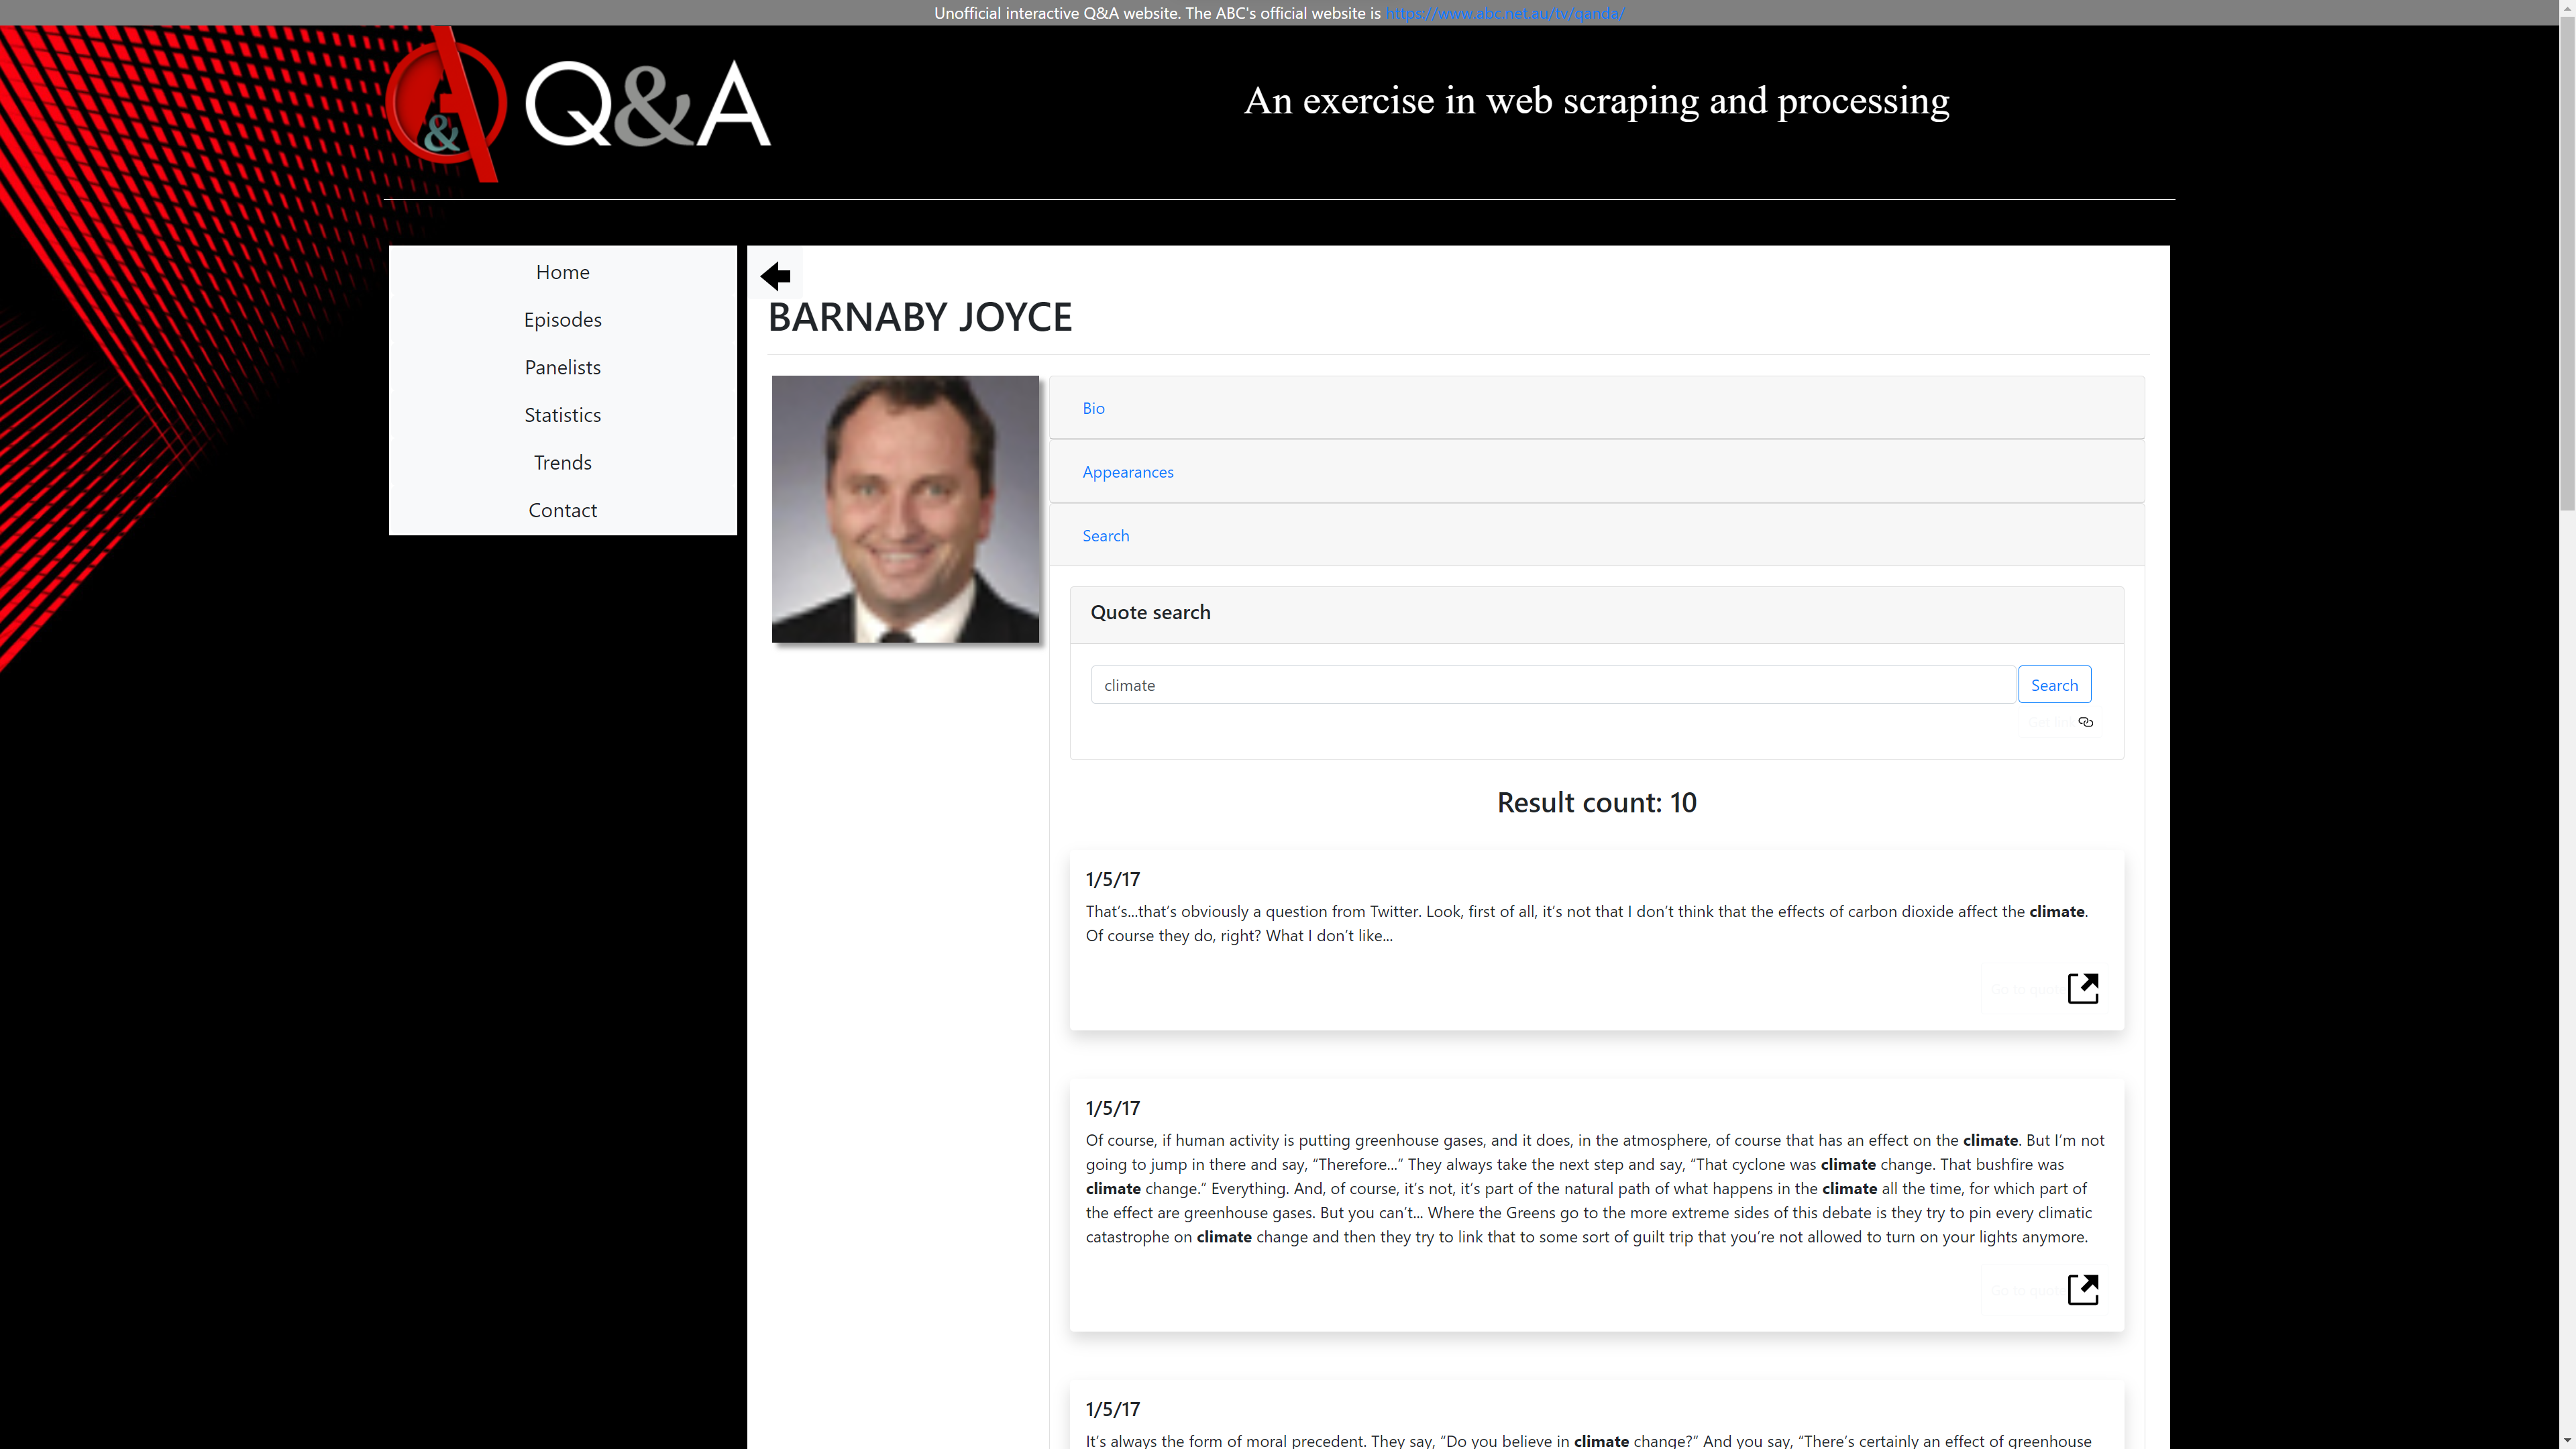 Unofficial interactive Q&A website. The ABC's official website is https://www.abc.net.au/tv/qanda/
Q&A
An exercise in web scraping and processing
Home
Episodes
Panelists
Statistics
Trends
Contact
BARNABY JOYCE
Bio
Appearances
Search
Quote search
climate
Search
Result count: 10
1/5/17
That’s...that’s obviously a question from Twitter. Look, first of all, it’s not that I don’t think that the effects of carbon dioxide affect the climate.
Of course they do, right? What I don’t like...
Go to
1/5/17
Of course, if human activity is putting greenhouse gases, and it does, in the atmosphere, of course that has an effect on the climate. But I’m not
going to jump in there and say, “Therefore...” They always take the next step and say, “That cyclone was climate change. That bushfire was
climate change.” Everything. And, of course, it’s not, it’s part of the natural path of what happens in the climate all the time, for which part of
the effect are greenhouse gases. But you can’t... Where the Greens go to the more extreme sides of this debate is they try to pin every climatic
catastrophe on climate change and then they try to link that to some sort of guilt trip that you’re not allowed to turn on your lights anymore.
Go to
1/5/17
It’s always the form of moral precedent. They say, “Do you believe in climate change?” And you say, “There’s certainly an effect of greenhouse